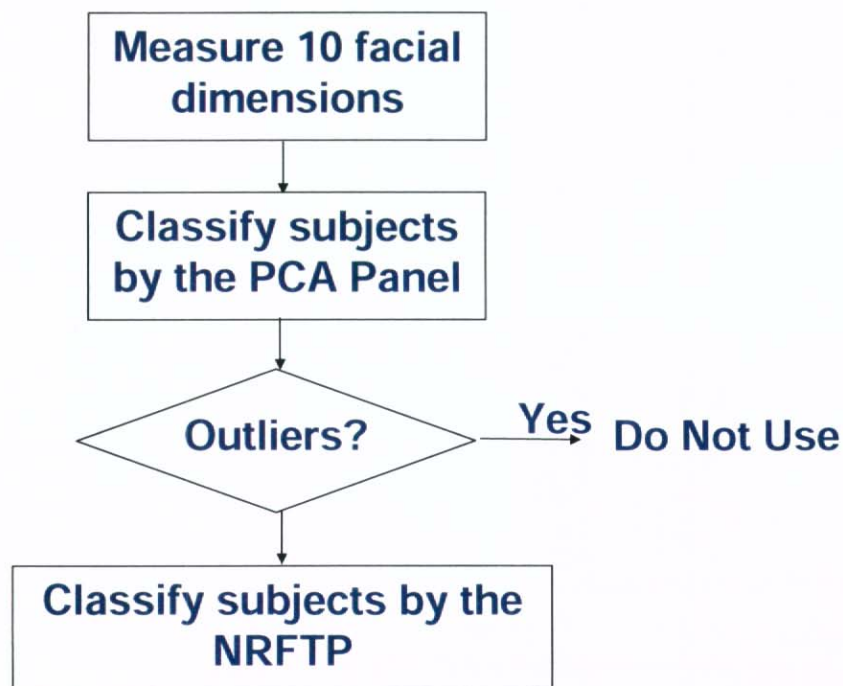 Measure 10 facial
dimensions
Classify subjects
by the PCA Panel
Outliers?
Yes
Do Not Use
Classify subjects by the
NRFTP